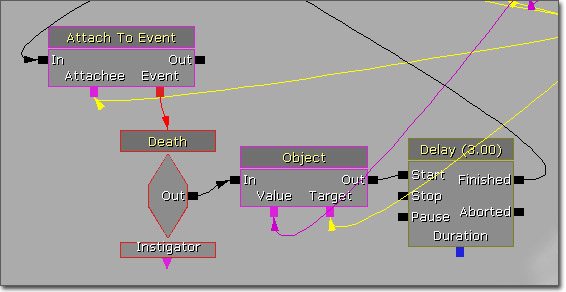 Attach To Event
In Out
Attachee Event
Death
Out
Instigator
Object
In Out
Value Target
Delay (3.00)
Start Finished
Stop
Pause Aborted
Duration